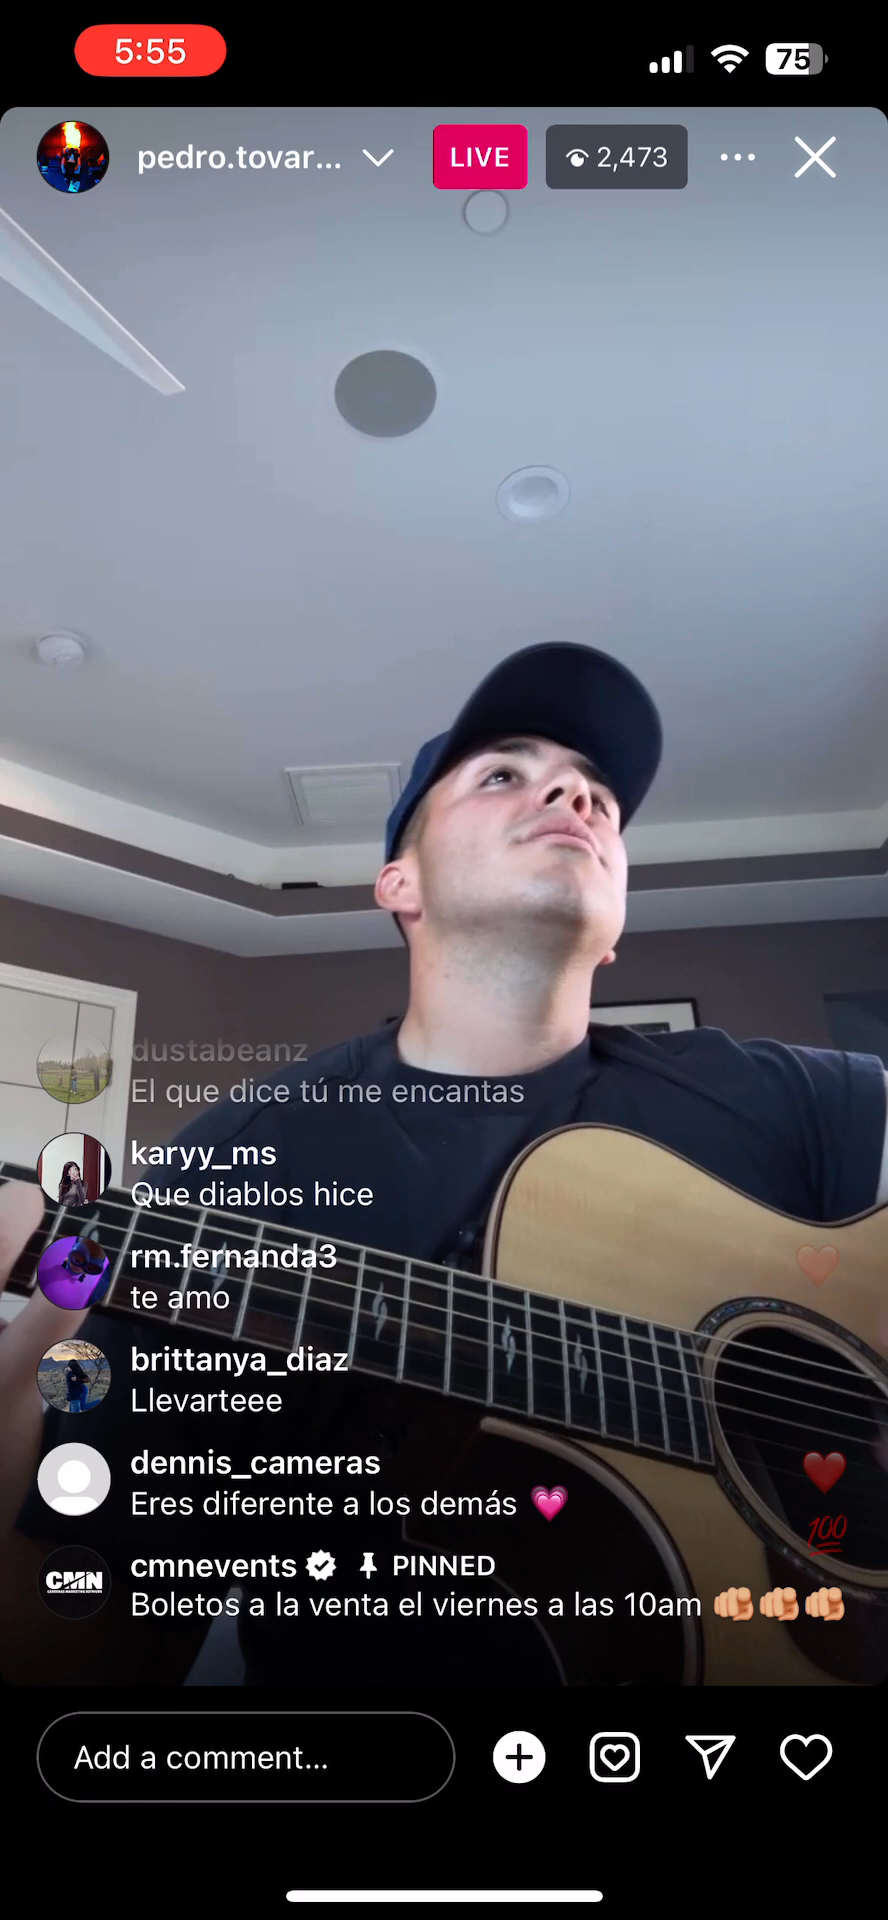 5:55
75
pedro.tovar...
LIVE
2,473
dustabeanz
El que dice tú me encantas
karyy_ms
Que diablos hice
rm.fernanda3
te amo
brittanya_diaz
Llevarteee
dennis_cameras
Eres diferente a los demás 💗
CMN
cmnevents PINNED
Boletos a la venta el viernes a las 10am 🫵🫵🫵
💯
Add a comment...